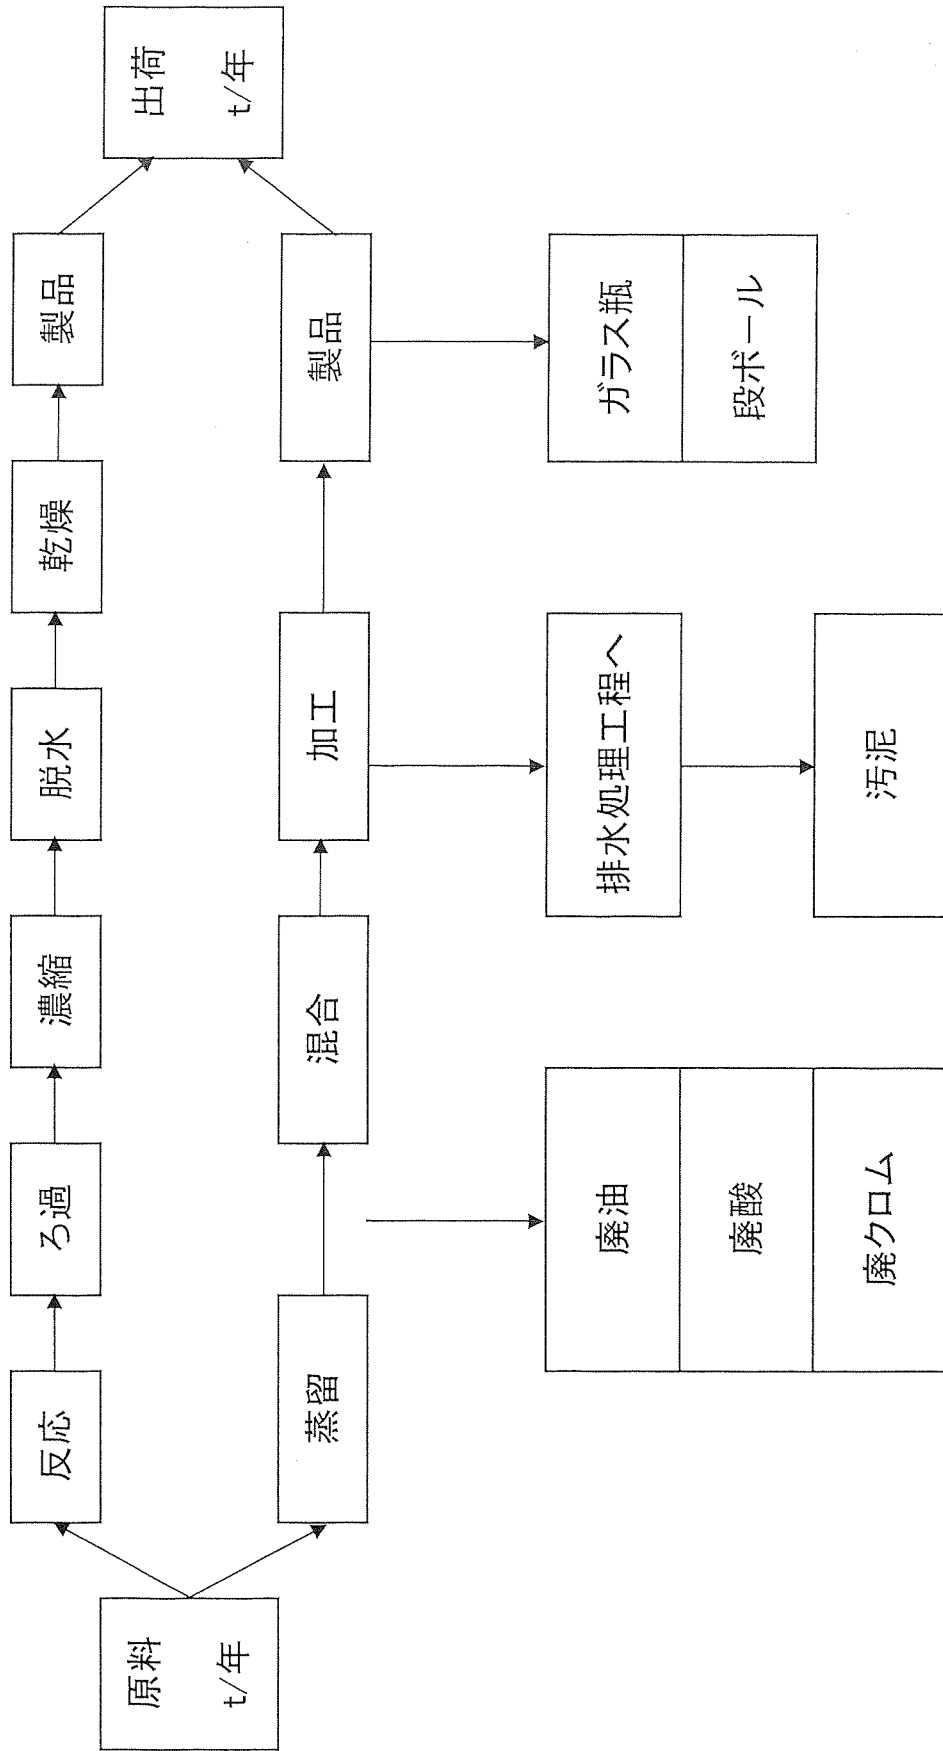 原料
t/年
反応
ろ過
濃縮
脱水
乾燥
製品
出荷
t/年
蒸留
混合
加工
製品
廃油
廃酸
廃クロム
排水処理工程へ
汚泥
ガラス瓶
段ボール